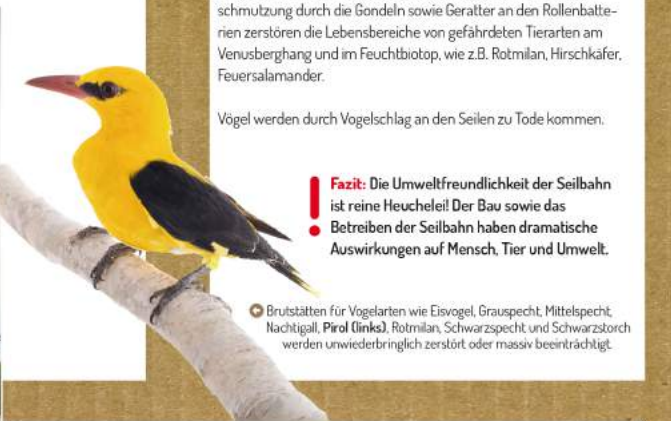 schmutzung durch die Gondeln sowie Geratter an den Rollenbatte-
rien zerstören die Lebensbereiche von gefährdeten Tierarten am
Venusberghang und im Feuchtbiotop, wie z.B. Rotmilan, Hirschkäfer,
Feuersalamander.
Vögel werden durch Vogelschlag an den Seilen zu Tode kommen.
! Fazit: Die Umweltfreundlichkeit der Seilbahn
ist reine Heuchelei! Der Bau sowie das
Betreiben der Seilbahn haben dramatische
Auswirkungen auf Mensch, Tier und Umwelt.
Brutstätten für Vogelarten wie Eisvogel, Grauspecht, Mittelspecht,
Nachtigall, Pirol (links), Rotmilan, Schwarzspecht und Schwarzstorch
werden unwiederbringlich zerstört oder massiv beeinträchtigt.